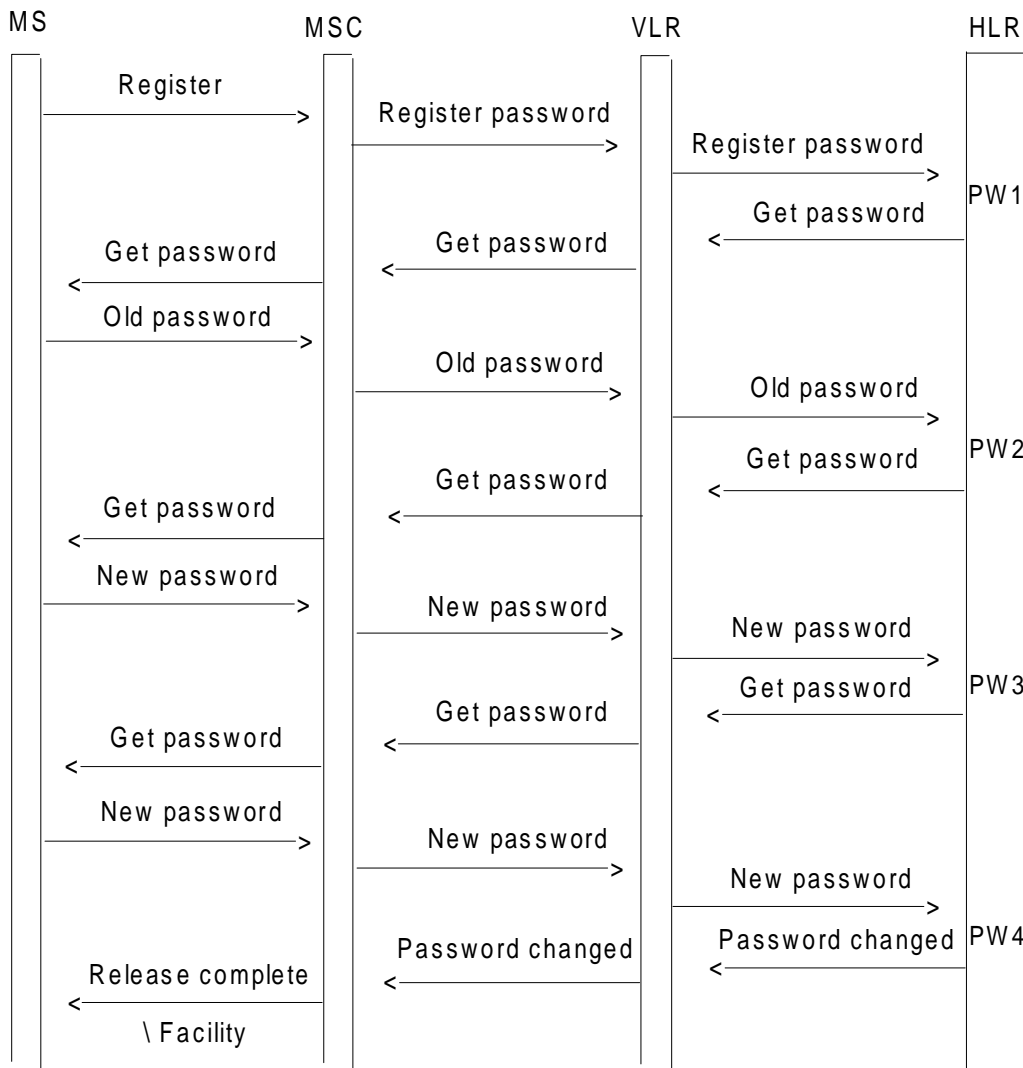 MS
MSC
VLR
HLR
Register
Register password
Register password
PW1
Get password
Get password
Get password
Old password
Old password
Old password
PW2
Get password
Get password
Get password
New password
New password
New password
PW3
Get password
Get password
Get password
New password
New password
New password
PW4
Password changed
Password changed
Release complete
\ Facility